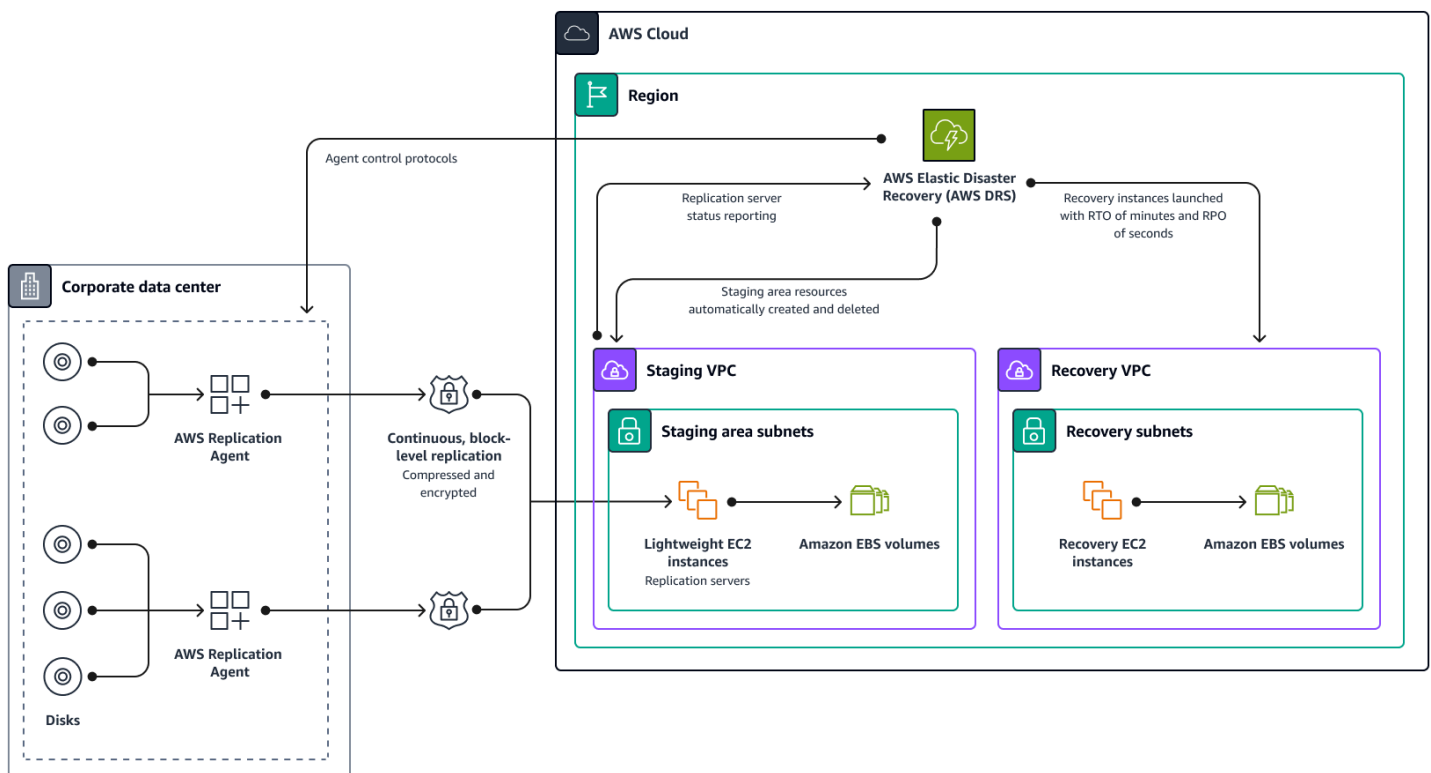 AWS Cloud
Region
Agent control protocols
AWS Elastic Disaster
Recovery (AWS DRS)
Replication server
status reporting
Recovery instances launched
with RTO of minutes and RPO
of seconds
Staging area resources
automatically created and deleted
Corporate data center
AWS Replication
Agent
Continuous, block-
level replication
Compressed and
encrypted
AWS Replication
Agent
Disks
Staging VPC
Staging area subnets
Lightweight EC2
instances
Replication servers
Amazon EBS volumes
Recovery VPC
Recovery subnets
Recovery EC2
instances
Amazon EBS volumes